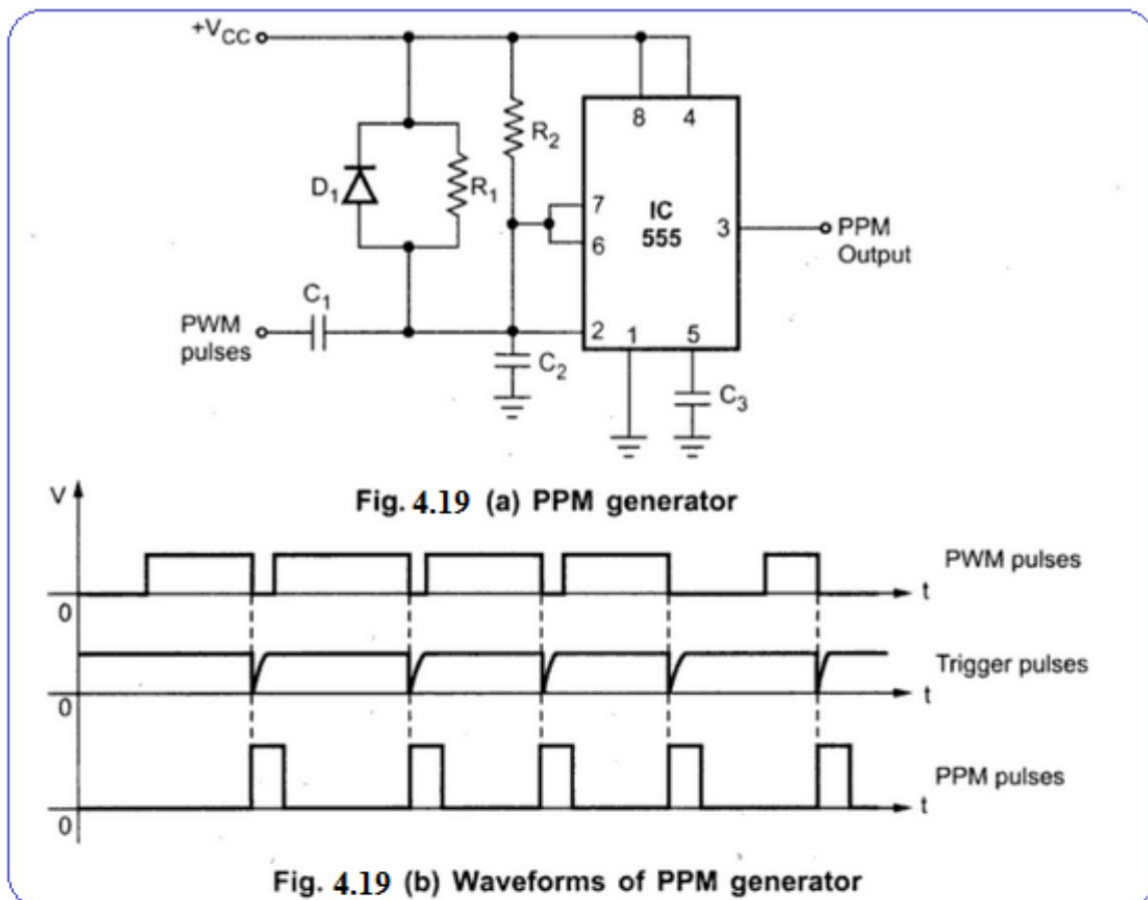 +VCC
D1
R1
R2
8 4
7
6
IC
555
3
PPM
Output
C1
PWM
pulses
2 1 5
C2
C3
Fig. 4.19 (a) PPM generator
V
PWM pulses
0
t
Trigger pulses
0
t
PPM pulses
0
t
Fig. 4.19 (b) Waveforms of PPM generator